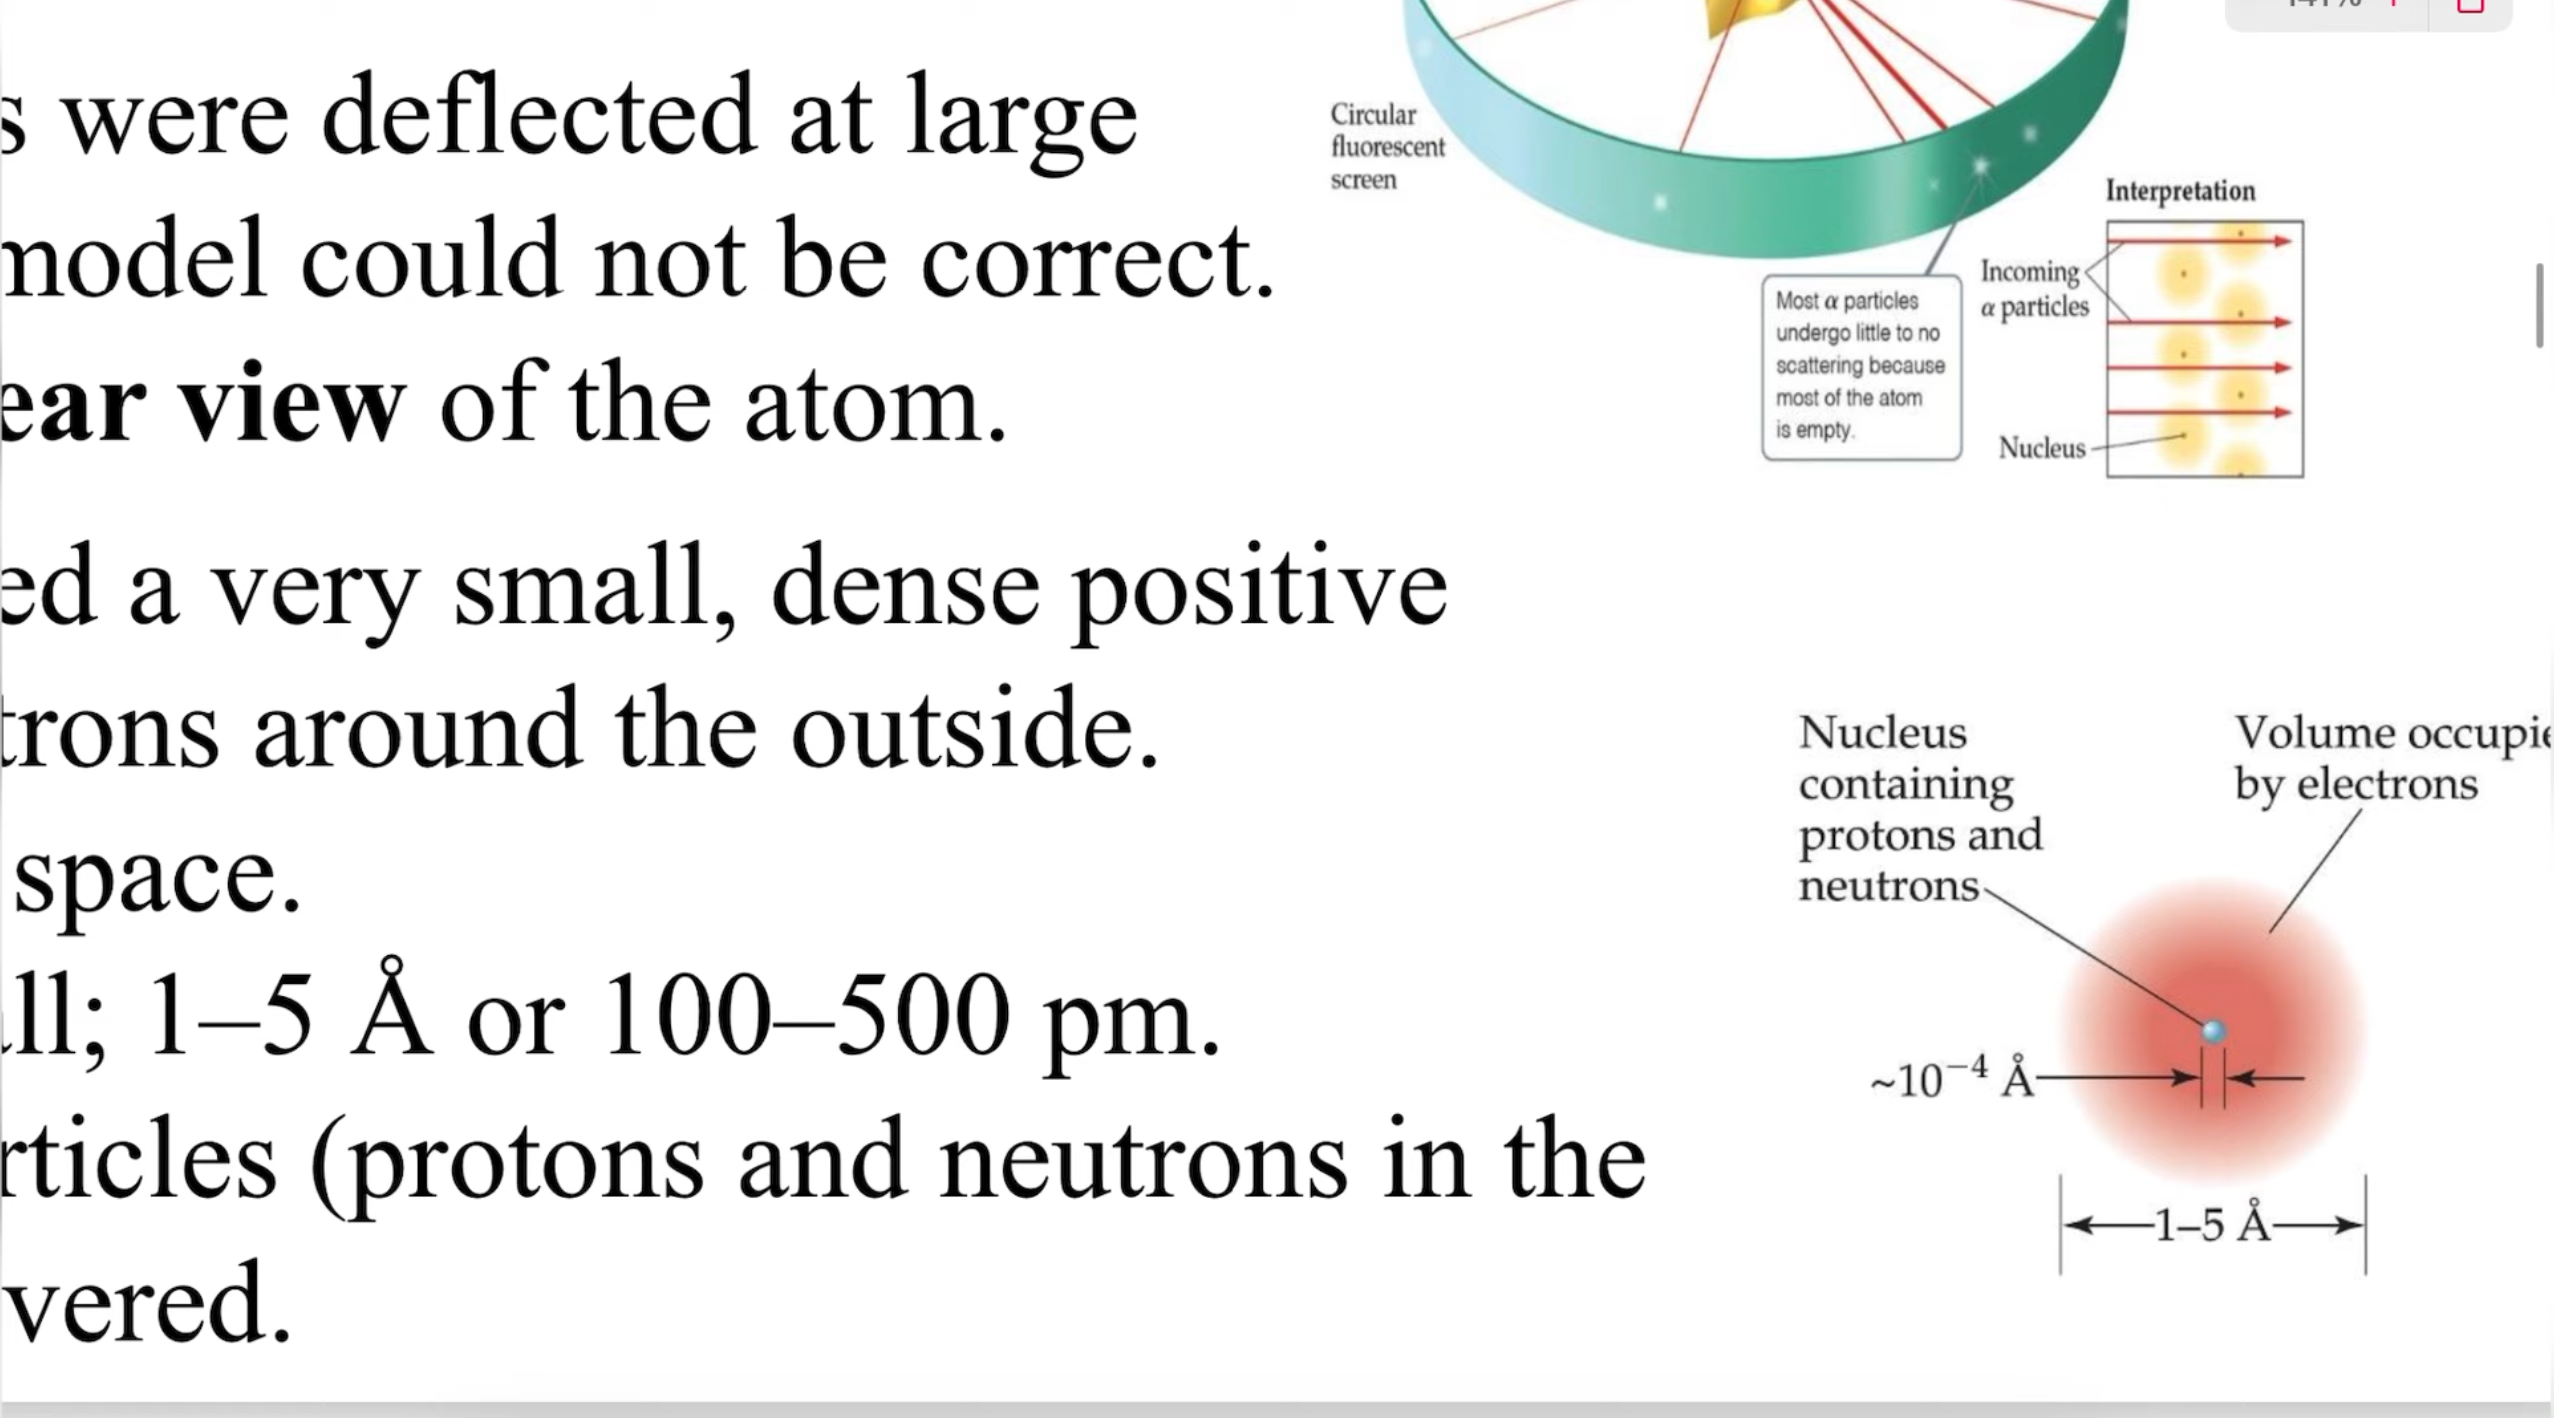 s were deflected at large
model could not be correct.
ear view of the atom.
ed a very small, dense positive
trons around the outside.
space.
ll; 1–5 Å or 100–500 pm.
rticles (protons and neutrons in the
vered.
Circular
fluorescent
screen
Most α particles
undergo little to no
scattering because
most of the atom
is empty.
Interpretation
Incoming
α particles
Nucleus
Nucleus
containing
protons and
neutrons
Volume occupie
by electrons
~10⁻⁴ Å
1–5 Å